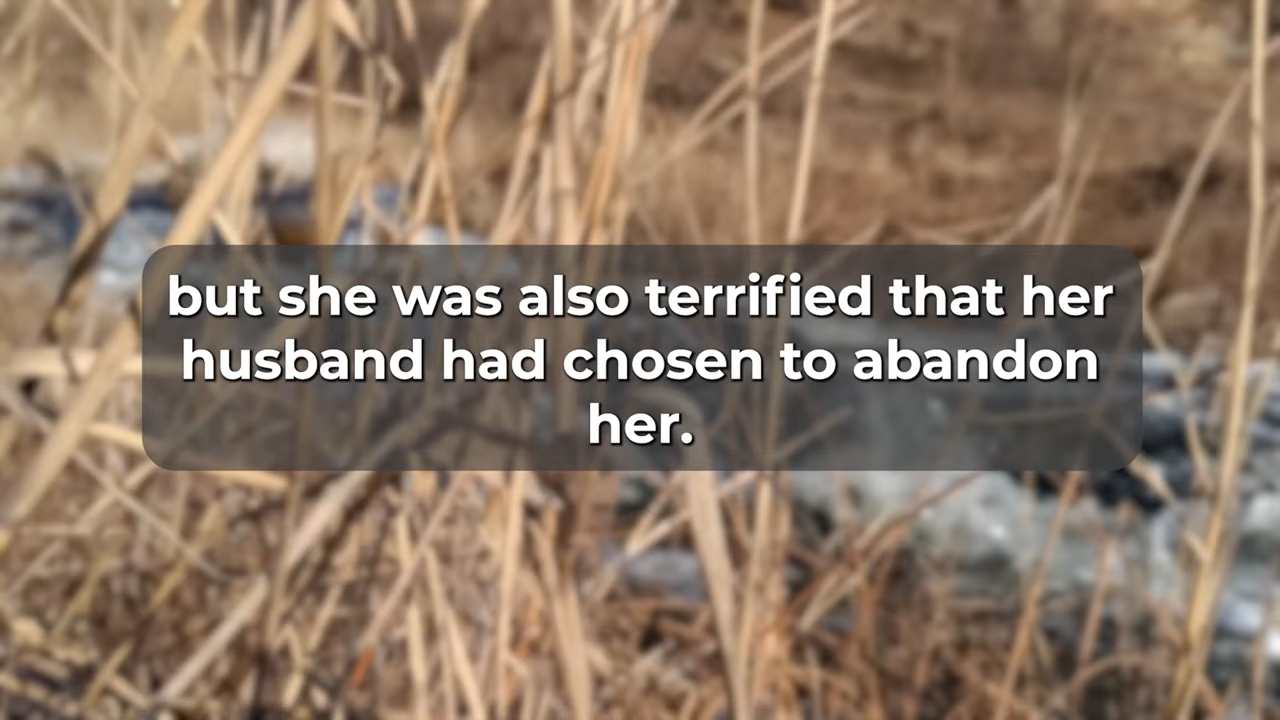 but she was also terrified that her
husband had chosen to abandon
her.